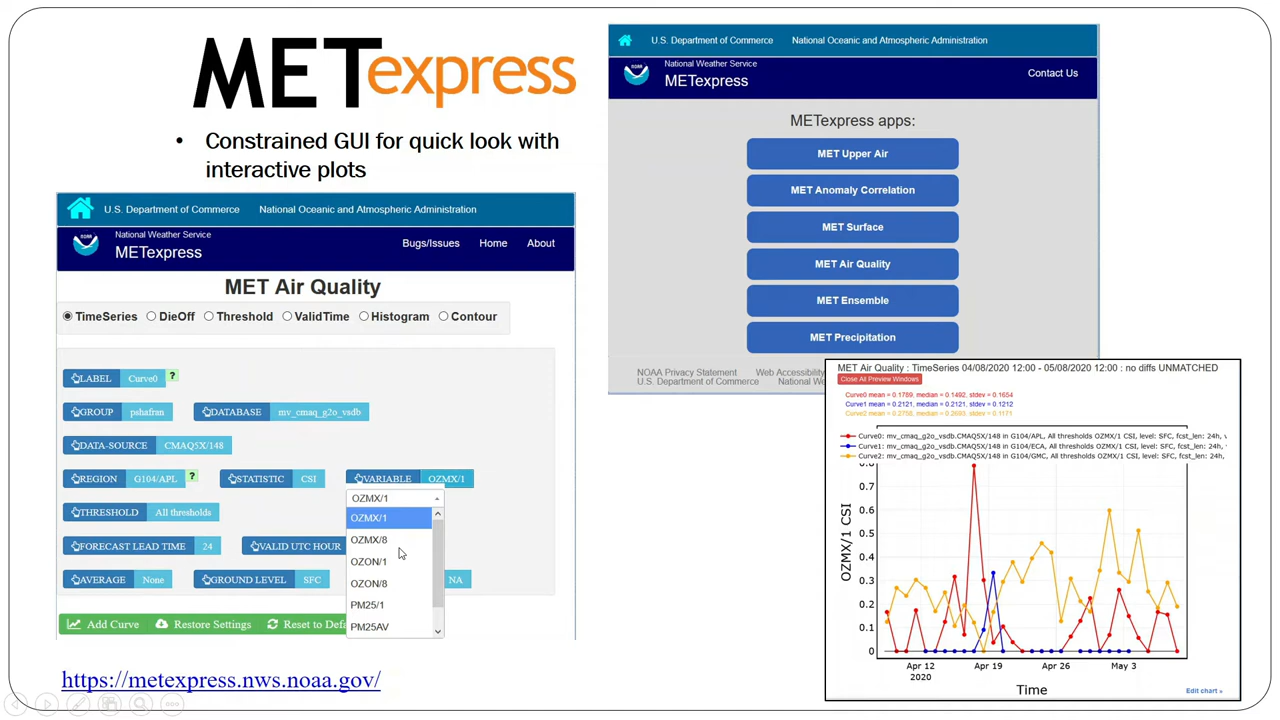 METexpress
• Constrained GUI for quick look with
interactive plots
U.S. Department of Commerce National Oceanic and Atmospheric Administration
National Weather Service
METexpress
Bugs/Issues Home About
MET Air Quality
TimeSeries DieOff Threshold ValidTime Histogram Contour
LABEL Curve0 ?
GROUP pshafran DATABASE mv_cmaq_g2o_vsdb
DATA-SOURCE CMAQ5X/148
REGION G104/APL ? STATISTIC CSI VARIABLE OZMX/1
OZMX/1
OZMX/1
OZMX/8
OZON/1
OZON/8
PM25/1
PM25AV
THRESHOLD All thresholds
FORECAST LEAD TIME 24 VALID UTC HOUR
AVERAGE None GROUND LEVEL SFC NA
Add Curve Restore Settings Reset to Defa
https://metexpress.nws.noaa.gov/
U.S. Department of Commerce National Oceanic and Atmospheric Administration
National Weather Service
METexpress
Contact Us
METexpress apps:
MET Upper Air
MET Anomaly Correlation
MET Surface
MET Air Quality
MET Ensemble
MET Precipitation
NOAA Privacy Statement Web Accessibility
U.S. Department of Commerce National We
MET Air Quality : TimeSeries 04/08/2020 12:00 - 05/08/2020 12:00 : no diffs UNMATCHED
Close All Preview Windows
Curve0 mean = 0.1789, median = 0.1492, stdev = 0.1654
Curve1 mean = 0.2121, median = 0.2121, stdev = 0.1212
Curve2 mean = 0.2758, median = 0.2693, stdev = 0.1171
Curve0: mv_cmaq_g2o_vsdb.CMAQ5X/148 in G104/APL, All thresholds OZMX/1 CSI, level: SFC, fcst_len: 24h,
Curve1: mv_cmaq_g2o_vsdb.CMAQ5X/148 in G104/ECA, All thresholds OZMX/1 CSI, level: SFC, fcst_len: 24h,
Curve2: mv_cmaq_g2o_vsdb.CMAQ5X/148 in G104/GMC, All thresholds OZMX/1 CSI, level: SFC, fcst_len: 24h,
OZMX/1 CSI
0.8
0.7
0.6
0.5
0.4
0.3
0.2
0.1
0
Apr 12 Apr 19 Apr 26 May 3
2020
Time
Edit chart »